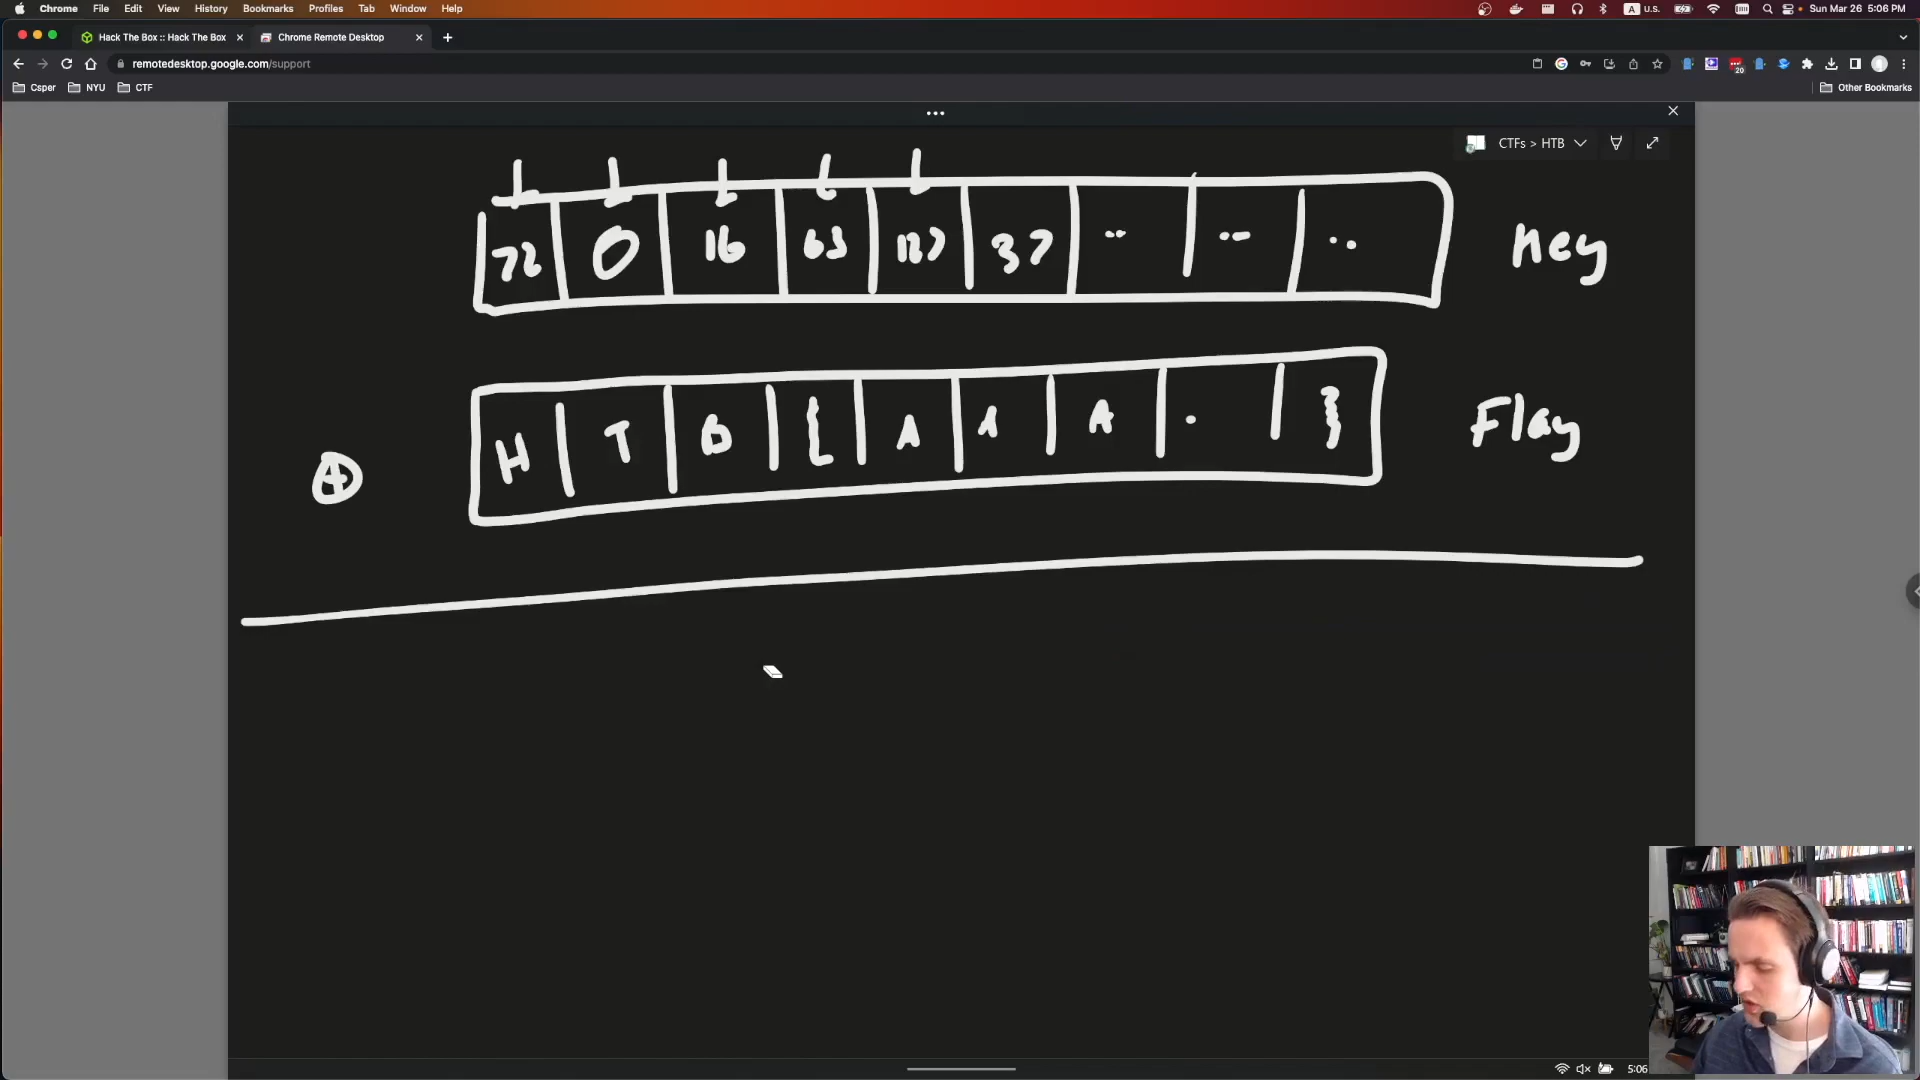 Chrome File Edit View History Bookmarks Profiles Tab Window Help A U.S. Sun Mar 26 5:06 PM
Hack The Box :: Hack The Box Chrome Remote Desktop
remotedesktop.google.com/support
20
Csper NYU CTF Other Bookmarks
CTFs > HTB
72 0 16 63 127 37 .. .. .. Key
H T B { A A A . } Flag
5:06